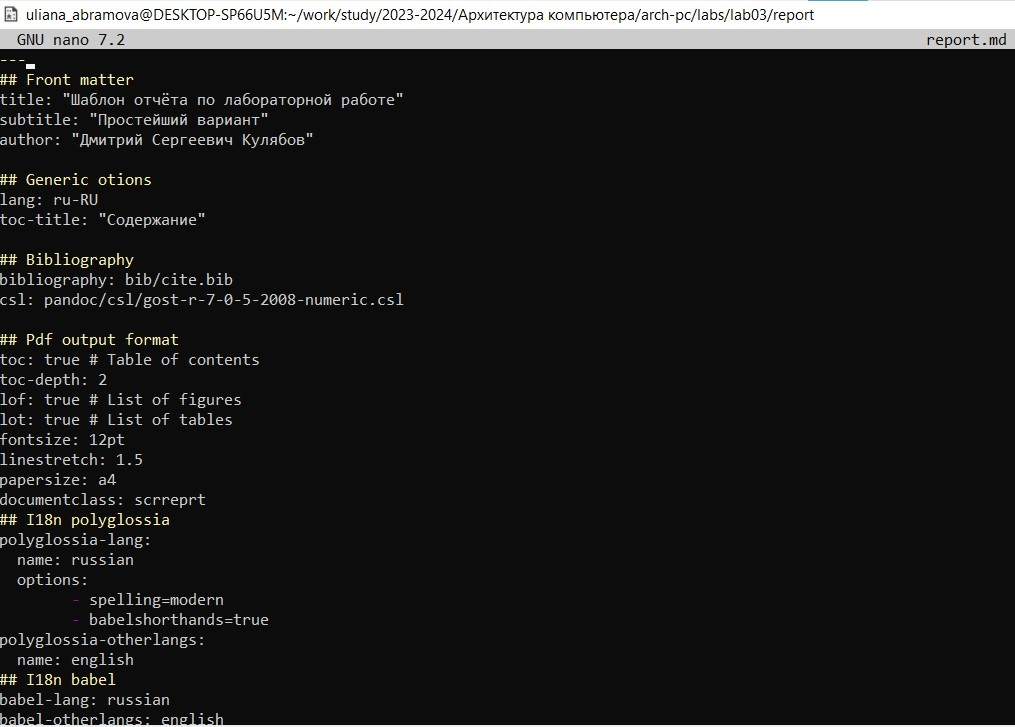 uliana_abramova@DESKTOP-SP66U5M:~/work/study/2023-2024/Архитектура компьютера/arch-pc/labs/lab03/report
GNU nano 7.2 report.md
---
## Front matter
title: "Шаблон отчёта по лабораторной работе"
subtitle: "Простейший вариант"
author: "Дмитрий Сергеевич Кулябов"

## Generic otions
lang: ru-RU
toc-title: "Содержание"

## Bibliography
bibliography: bib/cite.bib
csl: pandoc/csl/gost-r-7-0-5-2008-numeric.csl

## Pdf output format
toc: true # Table of contents
toc-depth: 2
lof: true # List of figures
lot: true # List of tables
fontsize: 12pt
linestretch: 1.5
papersize: a4
documentclass: scrreprt
## I18n polyglossia
polyglossia-lang:
  name: russian
  options:
        - spelling=modern
        - babelshorthands=true
polyglossia-otherlangs:
  name: english
## I18n babel
babel-lang: russian
babel-otherlangs: english